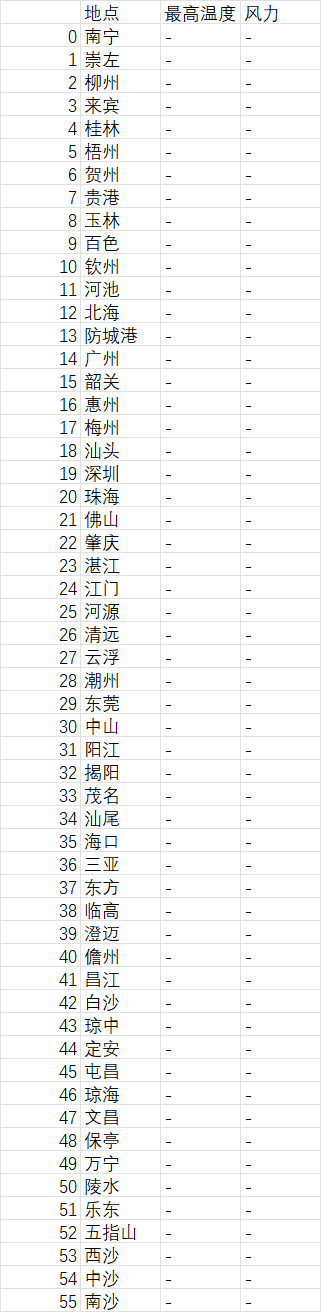 地点 最高温度 风力
0 南宁 - -
1 崇左 - -
2 柳州 - -
3 来宾 - -
4 桂林 - -
5 梧州 - -
6 贺州 - -
7 贵港 - -
8 玉林 - -
9 百色 - -
10 钦州 - -
11 河池 - -
12 北海 - -
13 防城港 - -
14 广州 - -
15 韶关 - -
16 惠州 - -
17 梅州 - -
18 汕头 - -
19 深圳 - -
20 珠海 - -
21 佛山 - -
22 肇庆 - -
23 湛江 - -
24 江门 - -
25 河源 - -
26 清远 - -
27 云浮 - -
28 潮州 - -
29 东莞 - -
30 中山 - -
31 阳江 - -
32 揭阳 - -
33 茂名 - -
34 汕尾 - -
35 海口 - -
36 三亚 - -
37 东方 - -
38 临高 - -
39 澄迈 - -
40 儋州 - -
41 昌江 - -
42 白沙 - -
43 琼中 - -
44 定安 - -
45 屯昌 - -
46 琼海 - -
47 文昌 - -
48 保亭 - -
49 万宁 - -
50 陵水 - -
51 乐东 - -
52 五指山 - -
53 西沙 - -
54 中沙 - -
55 南沙 - -